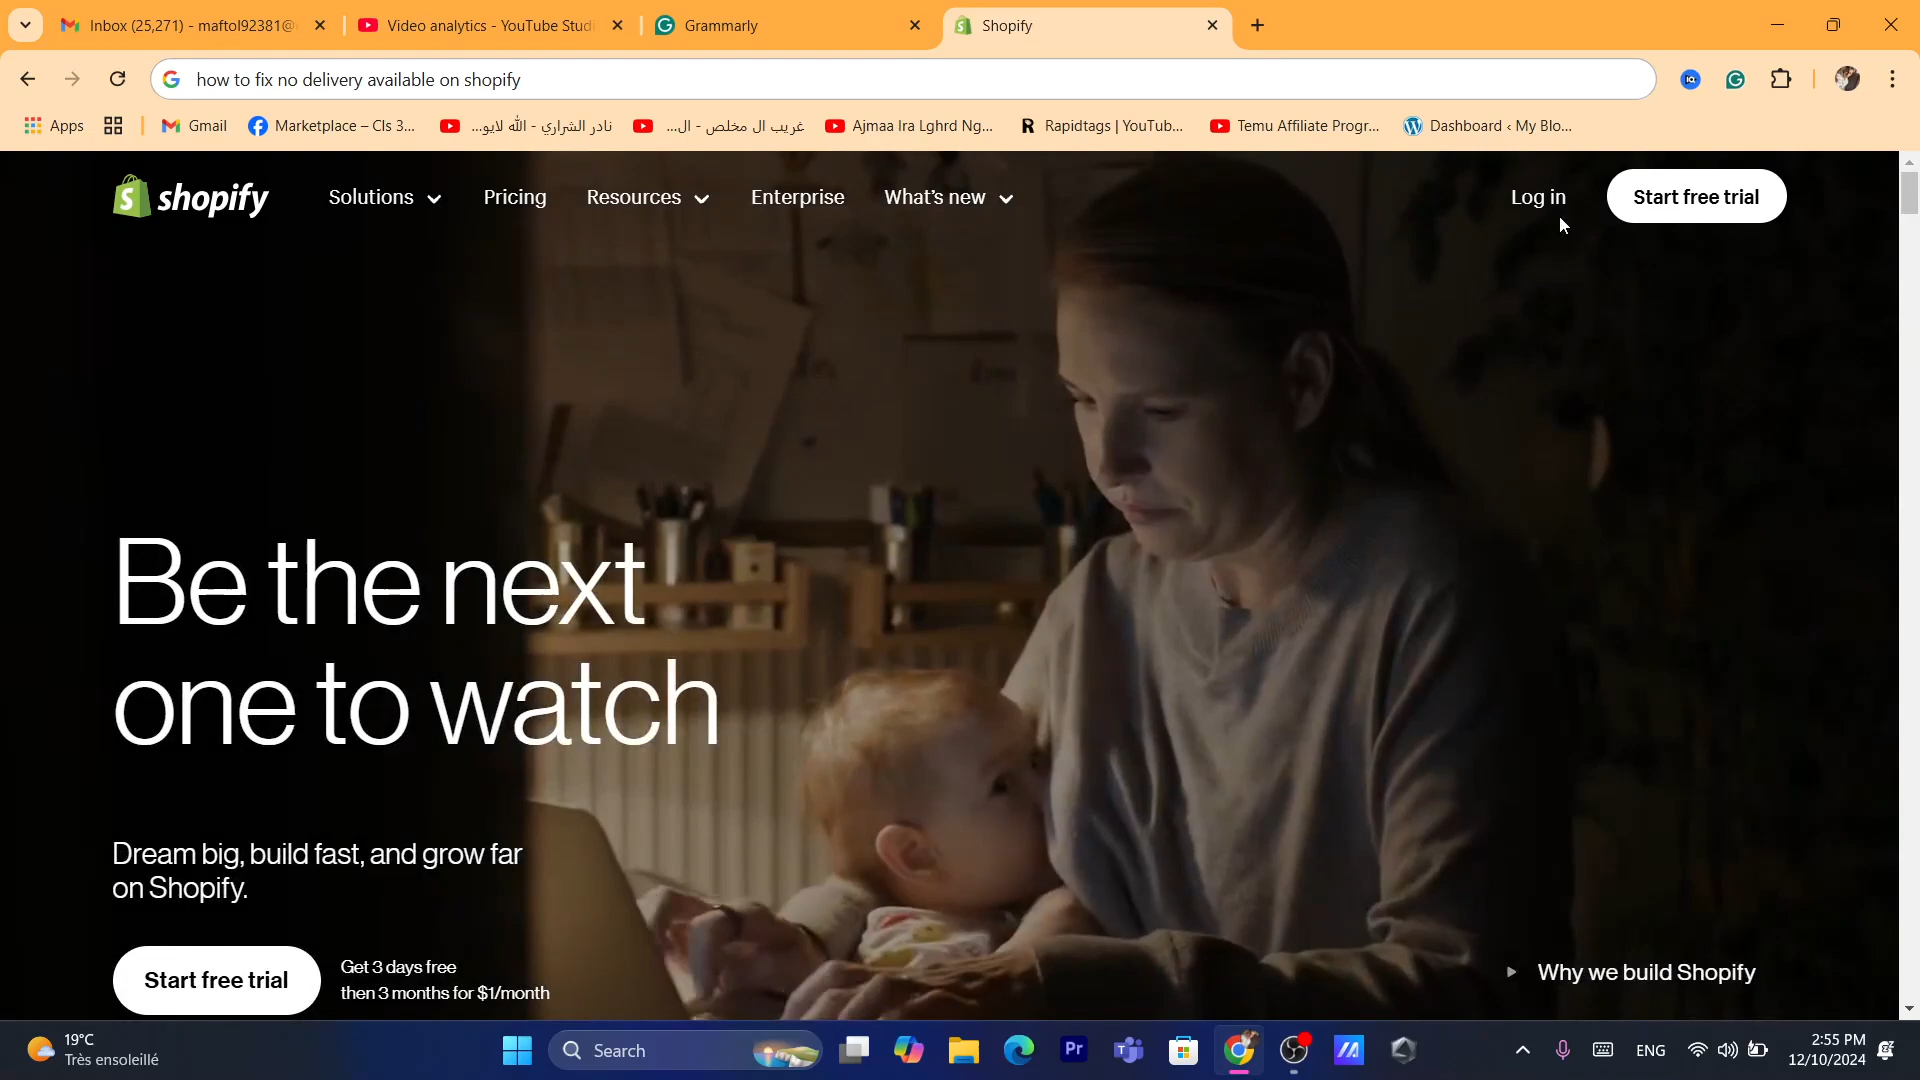 Inbox (25,271) - maftol92381@
Video analytics - YouTube Studi
Grammarly
Shopify
how to fix no delivery available on shopify
Apps
Gmail
Marketplace – Cls 3...
نادر الشراري - الله لايو...
غريب ال مخلص - ال...
Ajmaa Ira Lghrd Ng...
Rapidtags | YouTub...
Temu Affiliate Progr...
Dashboard ‹ My Blo...
shopify
Solutions
Pricing
Resources
Enterprise
What's new
Log in
Start free trial
Be the next
one to watch
Dream big, build fast, and grow far
on Shopify.
Start free trial
Get 3 days free
then 3 months for $1/month
Why we build Shopify
19°C
Très ensoleillé
Search
ENG
2:55 PM
12/10/2024